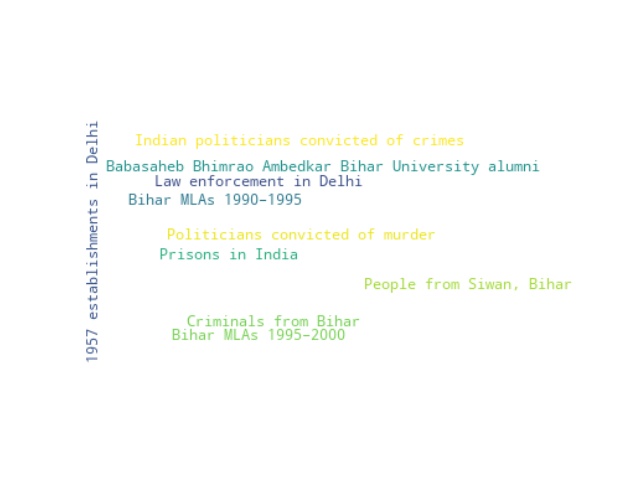 1957 establishments in Delhi
Indian politicians convicted of crimes
Babasaheb Bhimrao Ambedkar Bihar University alumni
Law enforcement in Delhi
Bihar MLAs 1990–1995
Politicians convicted of murder
Prisons in India
People from Siwan, Bihar
Criminals from Bihar
Bihar MLAs 1995–2000